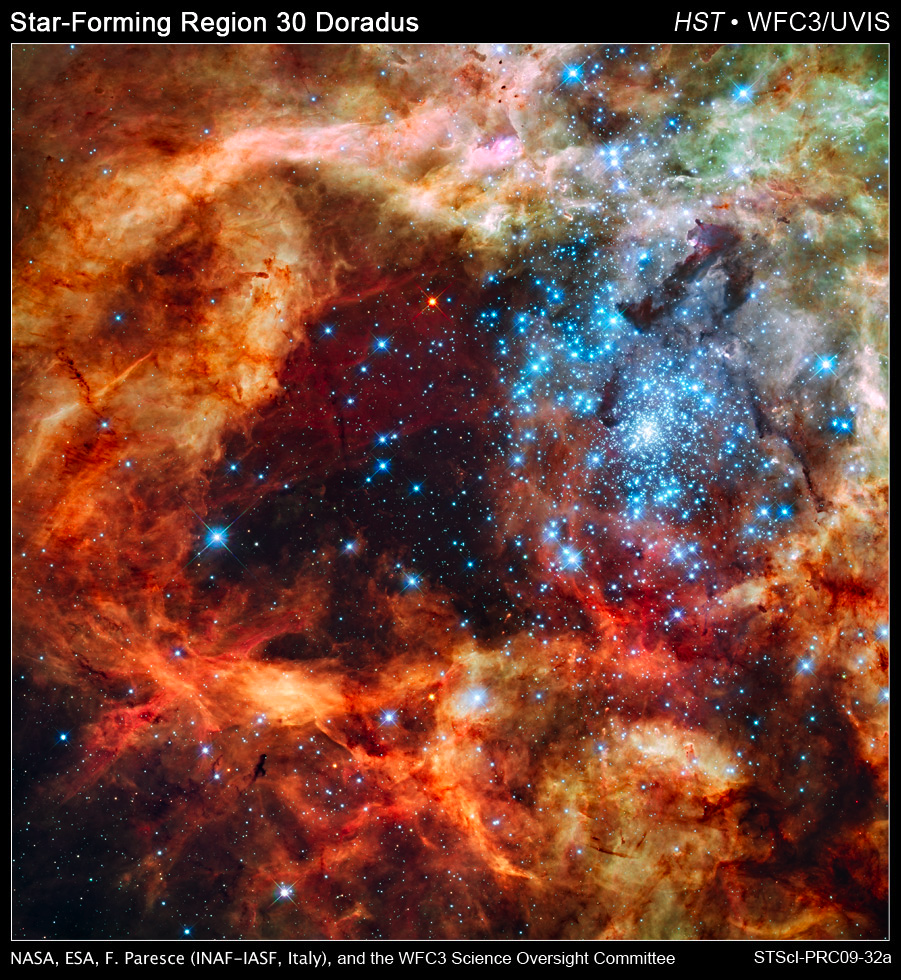 Star-Forming Region 30 Doradus
HST • WFC3/UVIS
NASA, ESA, F. Paresce (INAF-IASF, Italy), and the WFC3 Science Oversight Committee
STScI-PRC09-32a